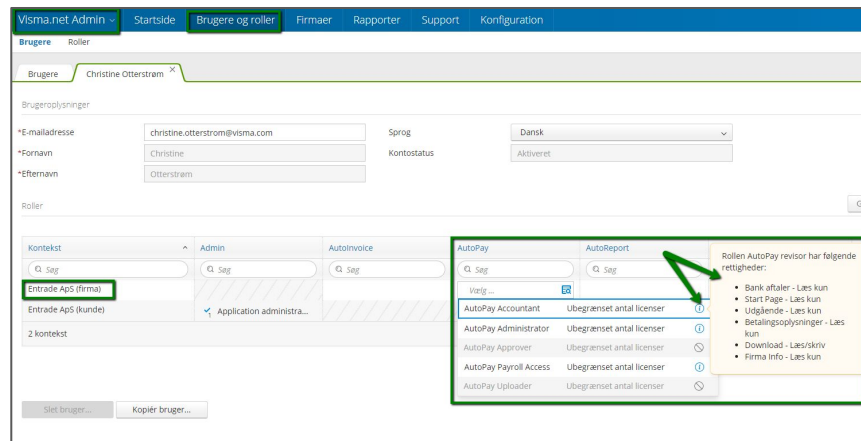 Visma.net Admin Startside Brugere og roller Firmaer Rapporter Support Konfiguration
Brugere Roller
Brugere Christine Otterstrøm ×
Brugeroplysninger
*E-mailadresse christine.otterstrom@visma.com Sprog Dansk
*Fornavn Christine Kontostatus Aktiveret
*Efternavn Otterstrøm
Roller
G
Kontekst Admin AutoInvoice AutoPay AutoReport
Søg Søg Søg Søg Søg
Entrade ApS (firma) Vælg ...
Entrade ApS (kunde) Application administra...
2 kontekst
AutoPay Accountant Ubegrænset antal licenser
AutoPay Administrator Ubegrænset antal licenser
AutoPay Approver Ubegrænset antal licenser
AutoPay Payroll Access Ubegrænset antal licenser
AutoPay Uploader Ubegrænset antal licenser
Rollen AutoPay revisor har følgende
rettigheder:
• Bank aftaler - Læs kun
• Start Page - Læs kun
• Udgående - Læs kun
• Betalingsoplysninger - Læs
kun
• Download - Læs/skriv
• Firma Info - Læs kun
Slet bruger... Kopiér bruger...